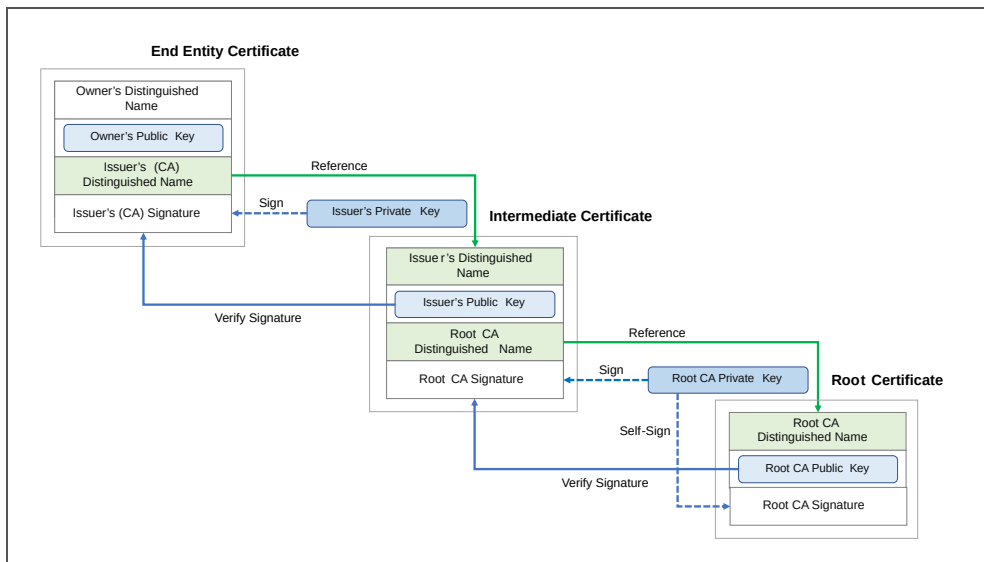 End Entity Certificate
Owner's Distinguished
Name
Owner's Public Key
Issuer's (CA)
Distinguished Name
Issuer's (CA) Signature
Reference
Sign
Issuer's Private Key
Verify Signature
Intermediate Certificate
Issuer's Distinguished
Name
Issuer's Public Key
Root CA
Distinguished Name
Root CA Signature
Reference
Sign
Root CA Private Key
Self-Sign
Verify Signature
Root Certificate
Root CA
Distinguished Name
Root CA Public Key
Root CA Signature